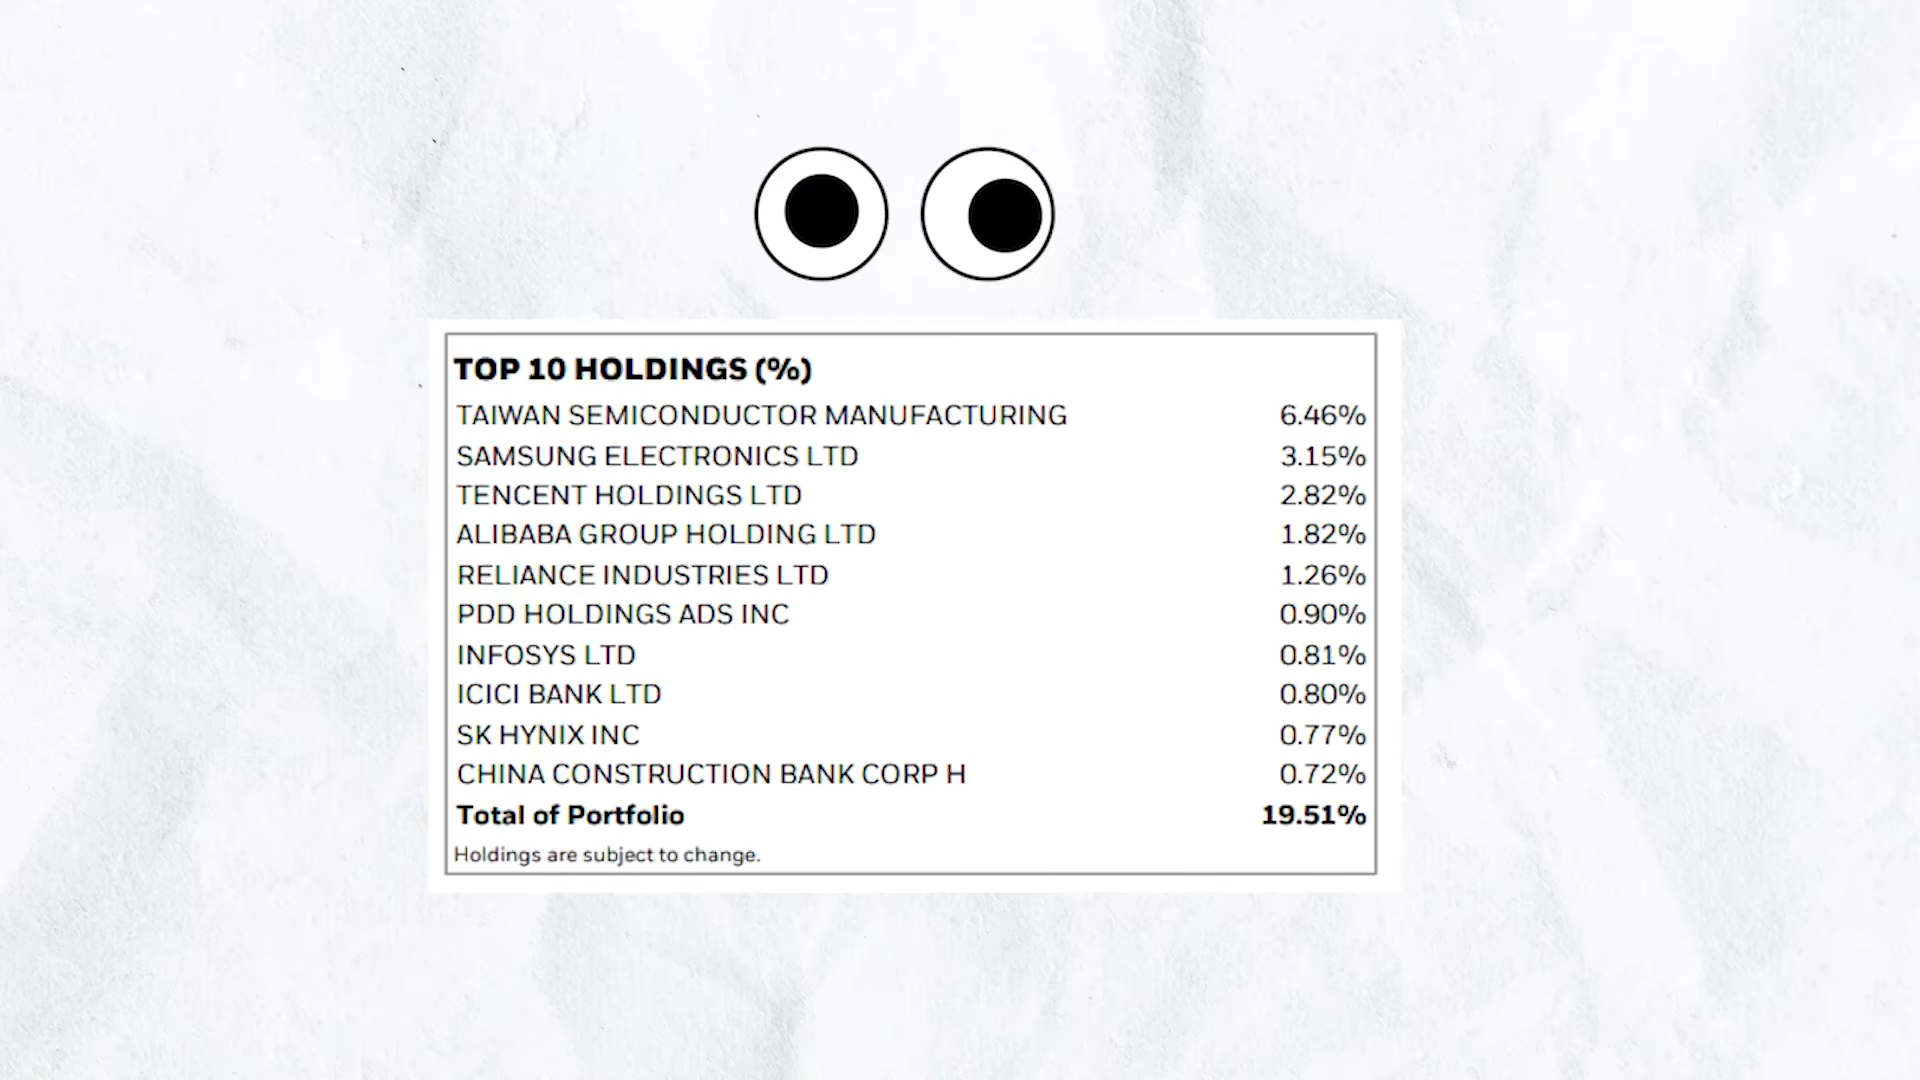 TOP 10 HOLDINGS (%)
TAIWAN SEMICONDUCTOR MANUFACTURING 6.46%
SAMSUNG ELECTRONICS LTD 3.15%
TENCENT HOLDINGS LTD 2.82%
ALIBABA GROUP HOLDING LTD 1.82%
RELIANCE INDUSTRIES LTD 1.26%
PDD HOLDINGS ADS INC 0.90%
INFOSYS LTD 0.81%
ICICI BANK LTD 0.80%
SK HYNIX INC 0.77%
CHINA CONSTRUCTION BANK CORP H 0.72%
Total of Portfolio 19.51%
Holdings are subject to change.